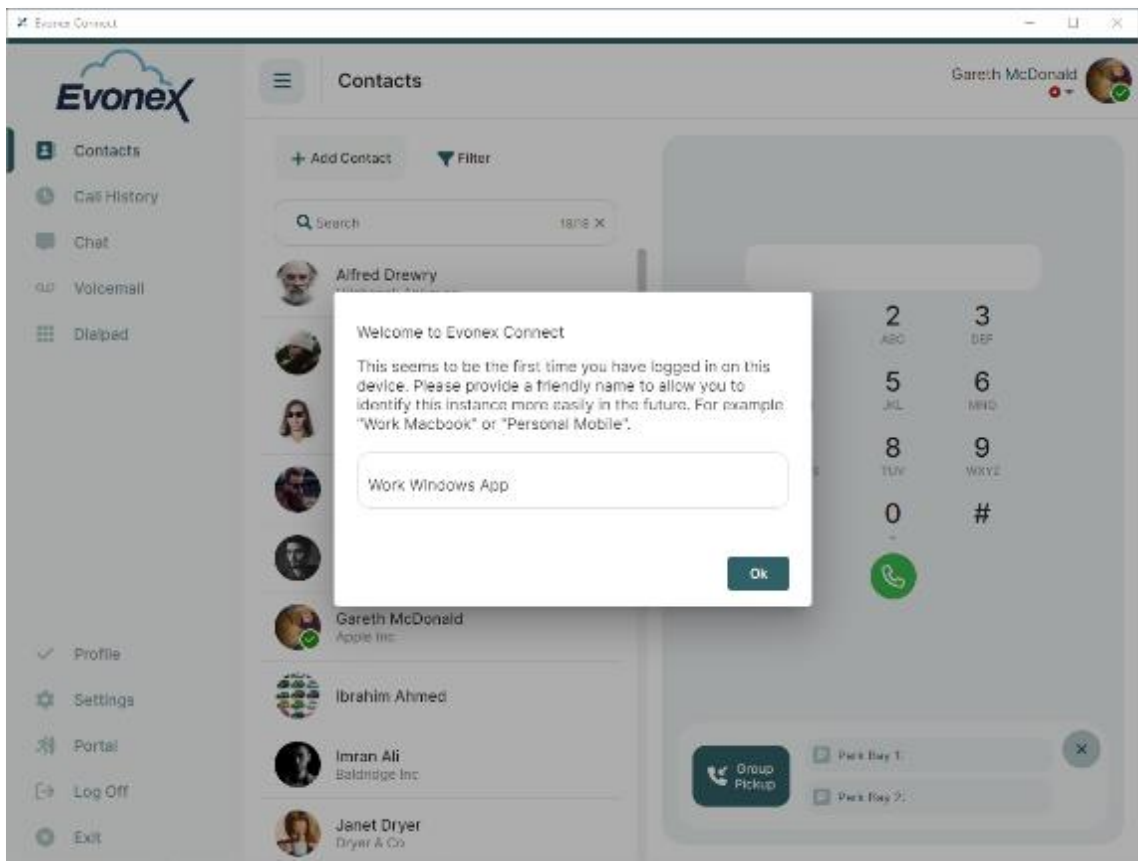 Evonex Connect
Evonex
Contacts
Gareth McDonald
Contacts
Call History
Chat
Voicemail
Dialpad
Profile
Settings
Portal
Log Off
Exit
+ Add Contact
Filter
Search
18/18 ×
Alfred Drewry
Gareth McDonald
Apple Inc
Ibrahim Ahmed
Imran Ali
Baldridge Inc
Janet Dryer
Dryer & Co
Welcome to Evonex Connect
This seems to be the first time you have logged in on this
device. Please provide a friendly name to allow you to
identify this instance more easily in the future. For example
"Work Macbook" or "Personal Mobile".
Work Windows App
Ok
2 3
ABC DEF
5 6
JKL MNO
8 9
TUV WXYZ
0 #
Group
Pickup
Park Bay 1:
Park Bay 2: